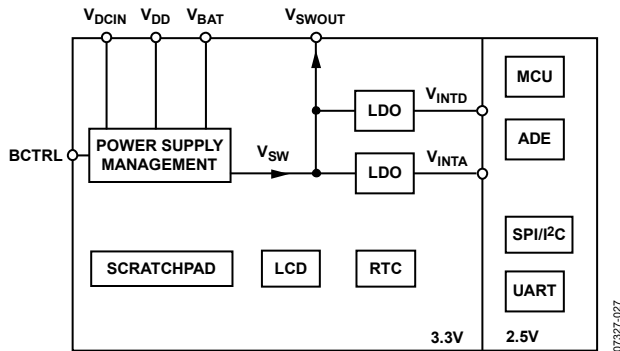 VDCIN VDD VBAT VSWOUT
MCU
LDO VINTD
ADE
BCTRL POWER SUPPLY
MANAGEMENT
VSW
LDO VINTA
SPI/I2C
SCRATCHPAD LCD RTC
UART
3.3V 2.5V
07327-027